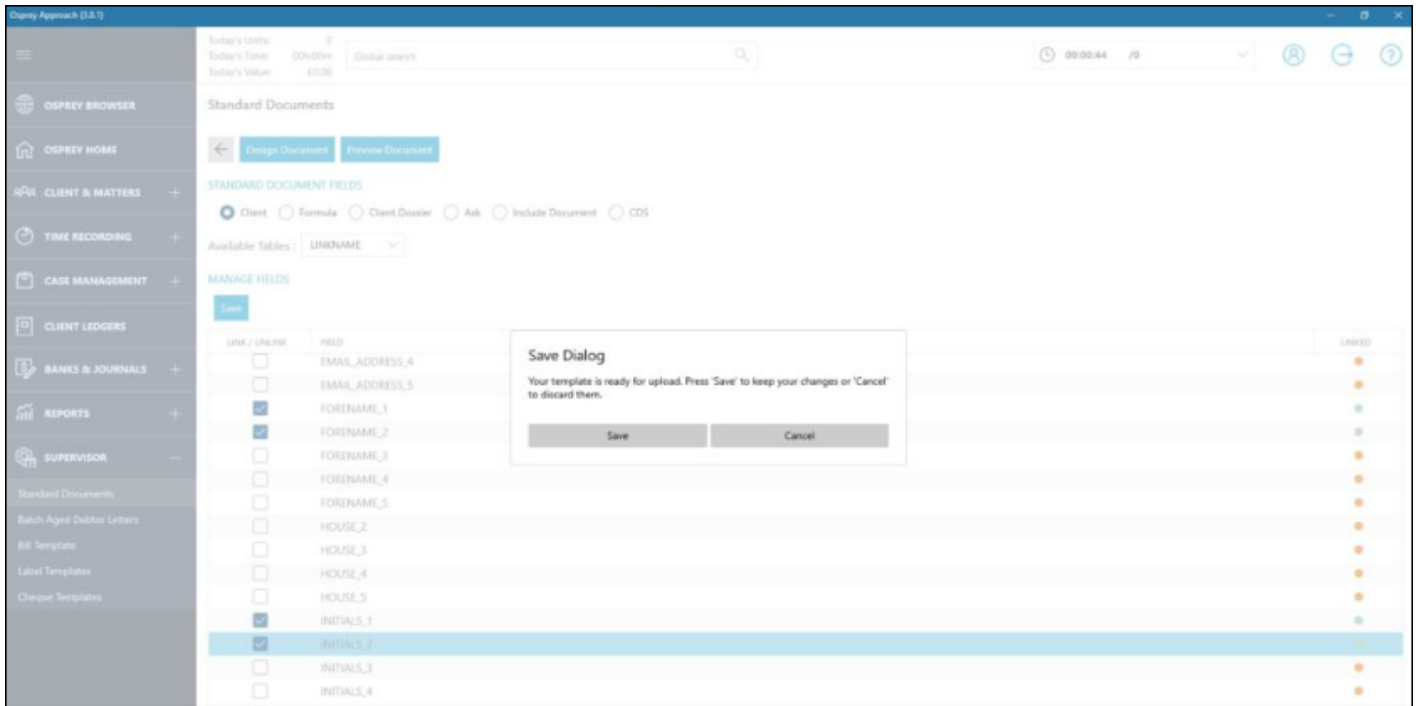 Osprey Approach (3.0.1)
Today's Units: 0
Today's Time: 00h00m
Today's Value: £0.00
Global search
00:00:44 /0
OSPREY BROWSER
OSPREY HOME
CLIENT & MATTERS
TIME RECORDING
CASE MANAGEMENT
CLIENT LEDGERS
BANKS & JOURNALS
REPORTS
SUPERVISOR
Standard Documents
Batch Aged Debtor Letters
Bill Template
Label Templates
Cheque Templates
Standard Documents
Design Document Preview Document
STANDARD DOCUMENT FIELDS
Client Formula Client Dossier Ask Include Document CDS
Available Tables : LINKNAME
MANAGE FIELDS
Save
LINK / UNLINK FIELD LINKED
EMAIL_ADDRESS_4
EMAIL_ADDRESS_5
FORENAME_1
FORENAME_2
FORENAME_3
FORENAME_4
FORENAME_5
HOUSE_2
HOUSE_3
HOUSE_4
HOUSE_5
INITIALS_1
INITIALS_2
INITIALS_3
INITIALS_4
Save Dialog
Your template is ready for upload. Press 'Save' to keep your changes or 'Cancel'
to discard them.
Save Cancel